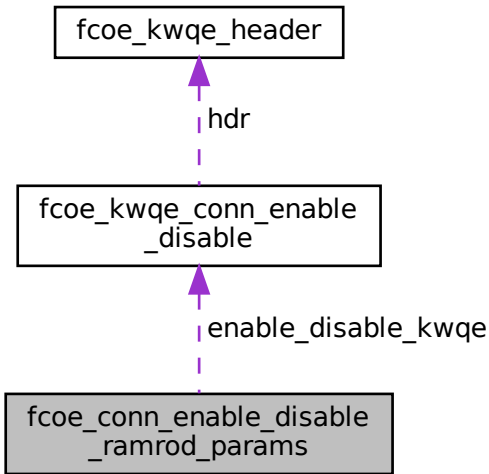 fcoe_kwqe_header
hdr
fcoe_kwqe_conn_enable
_disable
enable_disable_kwqe
fcoe_conn_enable_disable
_ramrod_params